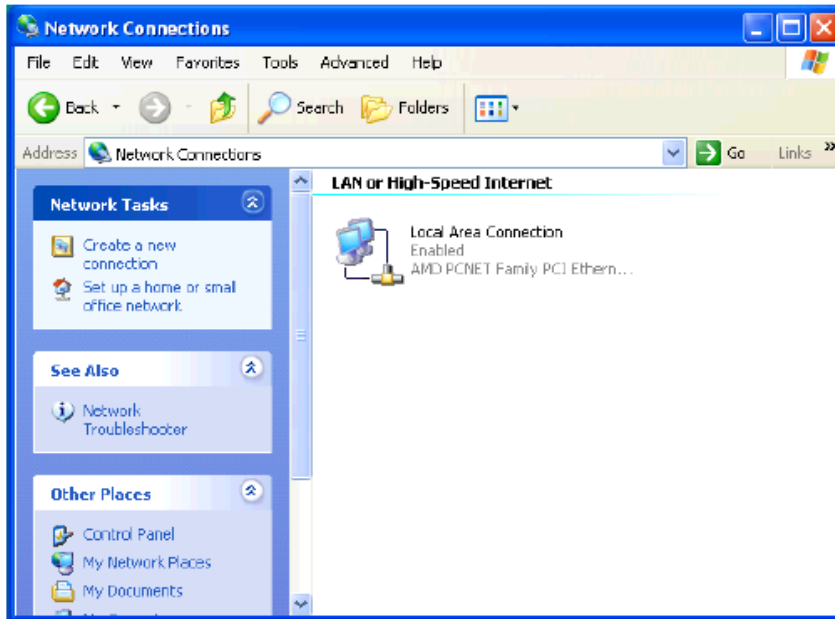 Network Connections
File Edit View Favorites Tools Advanced Help
Back Search Folders
Address Network Connections Go Links »
Network Tasks
Create a new
connection
Set up a home or small
office network
See Also
Network
Troubleshooter
Other Places
Control Panel
My Network Places
My Documents
LAN or High-Speed Internet
Local Area Connection
Enabled
AMD PCNET Family PCI Ethern...